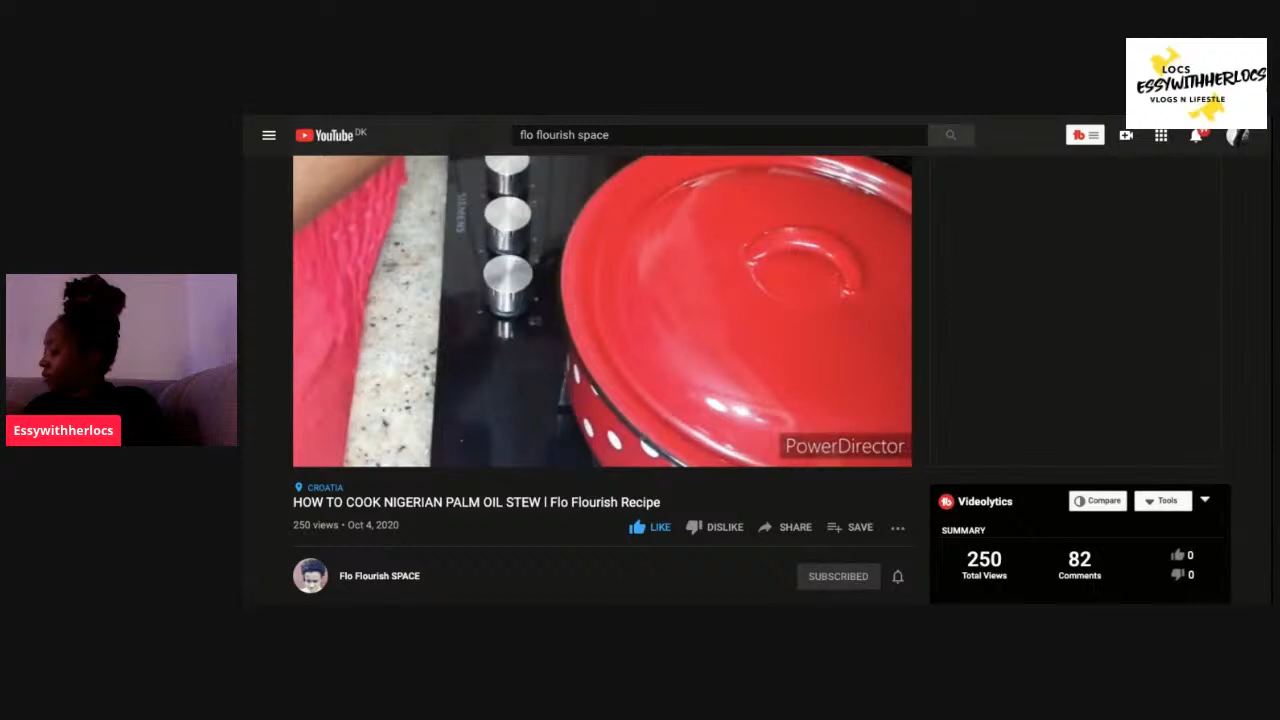 LOCS
ESSYWITHHERLOCS
VLOGS N LIFESTLE
YouTube DK
flo flourish space
SIEMENS
PowerDirector
Essywithherlocs
CROATIA
HOW TO COOK NIGERIAN PALM OIL STEW | Flo Flourish Recipe
250 views • Oct 4, 2020
LIKE DISLIKE SHARE SAVE
Flo Flourish SPACE
SUBSCRIBED
Videolytics
Compare
Tools
SUMMARY
250
Total Views
82
Comments
0
0